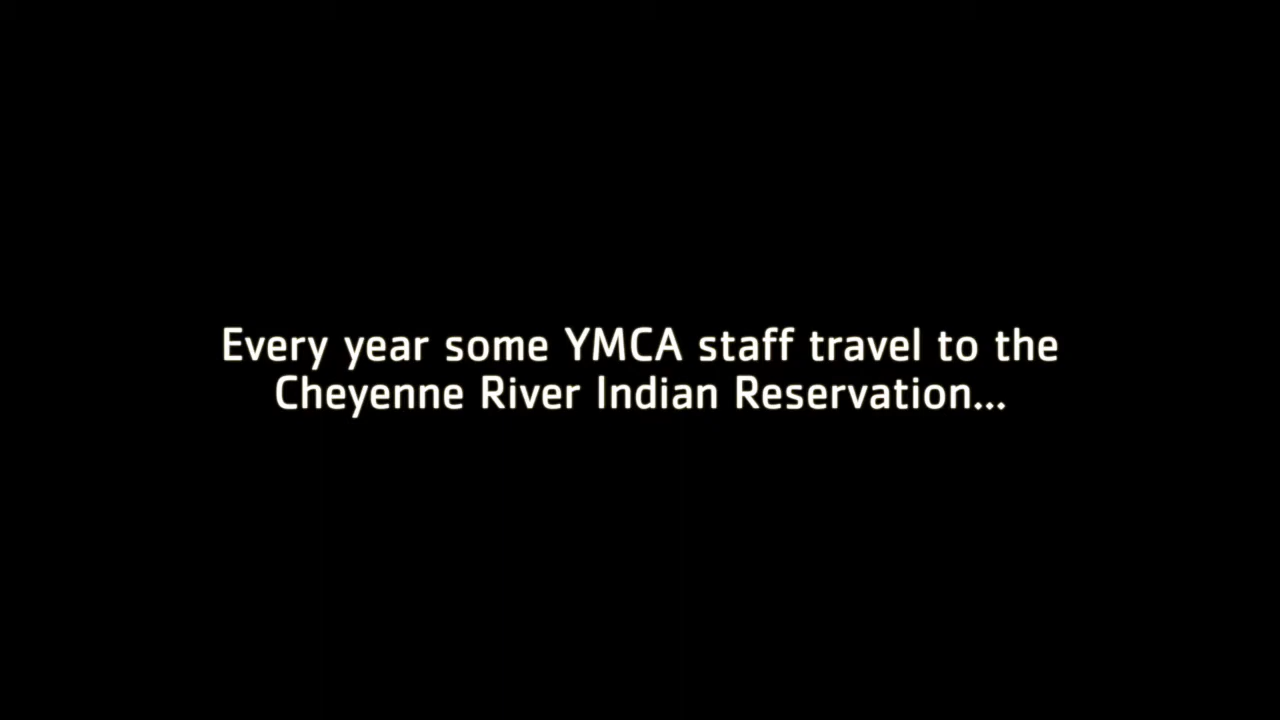 Every year some YMCA staff travel to the
Cheyenne River Indian Reservation...